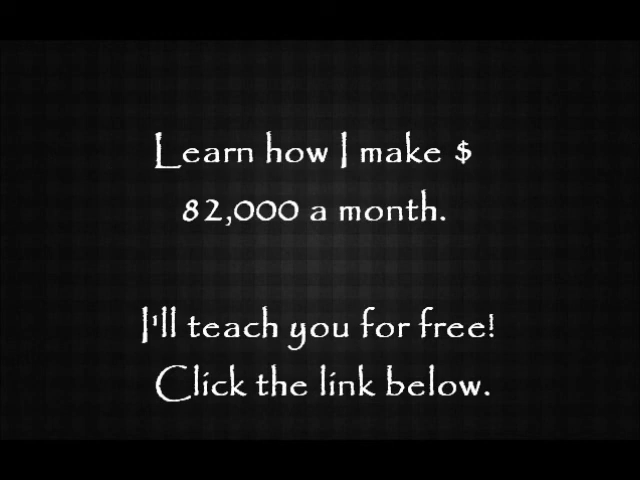 Learn how I make $
82,000 a month.
I'll teach you for free!
Click the link below.